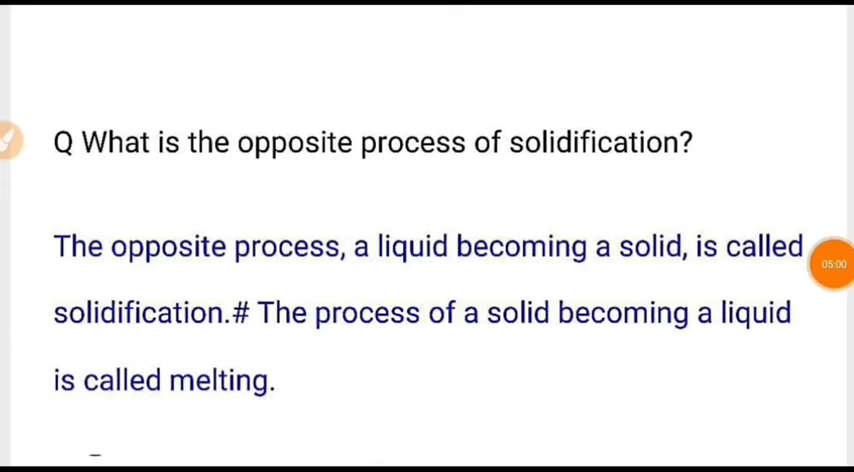 Q What is the opposite process of solidification?
The opposite process, a liquid becoming a solid, is called
05:00
solidification.# The process of a solid becoming a liquid
is called melting.